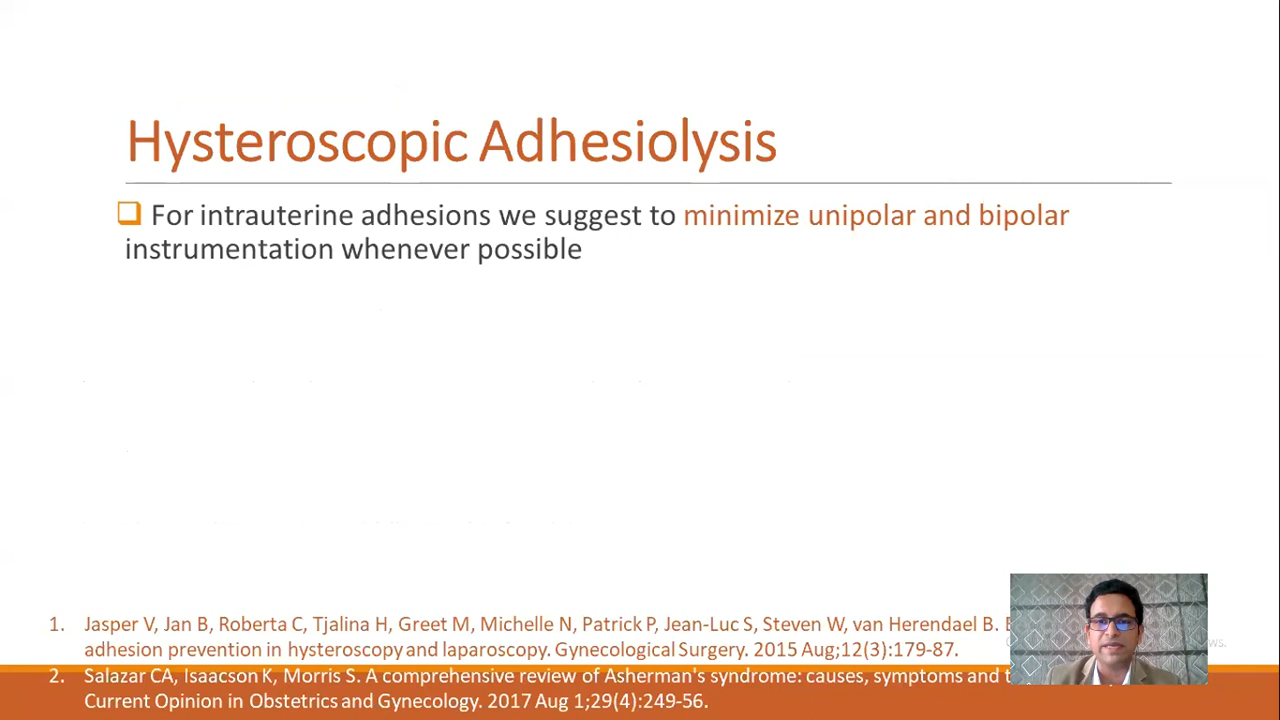 Hysteroscopic Adhesiolysis
For intrauterine adhesions we suggest to minimize unipolar and bipolar
instrumentation whenever possible
1. Jasper V, Jan B, Roberta C, Tjalina H, Greet M, Michelle N, Patrick P, Jean-Luc S, Steven W, van Herendael B.
adhesion prevention in hysteroscopy and laparoscopy. Gynecological Surgery. 2015 Aug;12(3):179-87.
2. Salazar CA, Isaacson K, Morris S. A comprehensive review of Asherman's syndrome: causes, symptoms and
Current Opinion in Obstetrics and Gynecology. 2017 Aug 1;29(4):249-56.